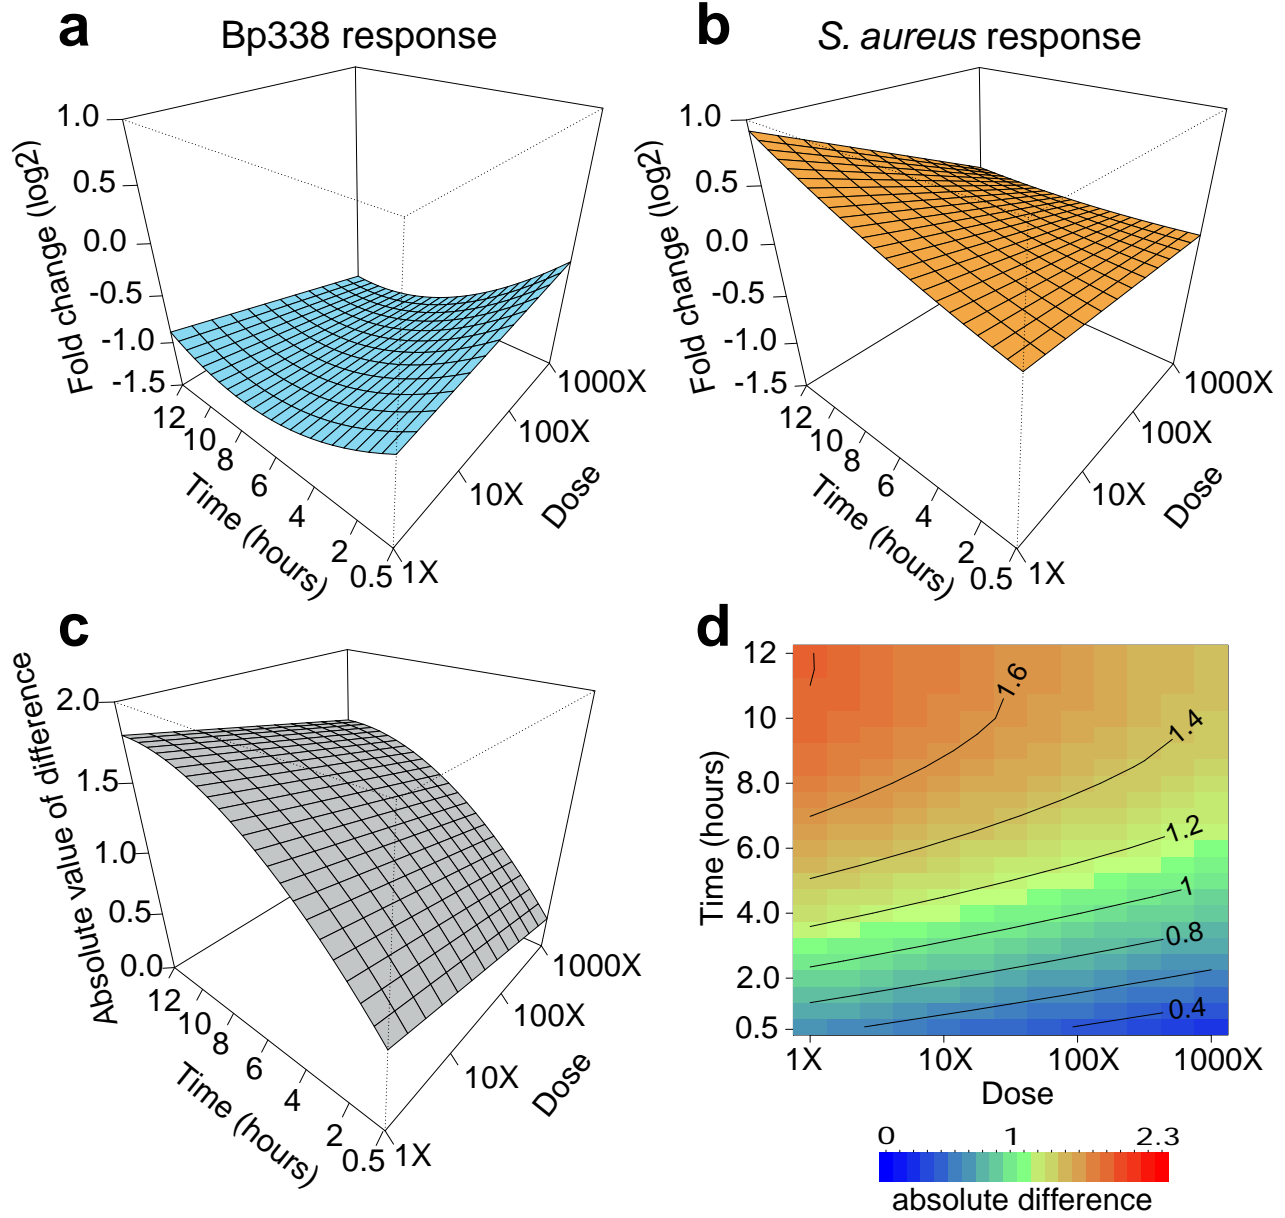 a
Bp338 response
1.0
0.5
0.0
-0.5
-1.0
-1.5
Fold change (log2)
12
10
8
6
4
2
0.5
Time (hours)
1X
10X
100X
1000X
Dose
b
S. aureus response
1.0
0.5
0.0
-0.5
-1.0
-1.5
Fold change (log2)
12
10
8
6
4
2
0.5
Time (hours)
1X
10X
100X
1000X
Dose
c
2.0
1.5
1.0
0.5
0.0
Absolute value of difference
12
10
8
6
4
2
0.5
Time (hours)
1X
10X
100X
1000X
Dose
d
12
10
8.0
6.0
4.0
2.0
0.5
Time (hours)
1.6
1.4
1.2
1
0.8
0.4
1X
10X
100X
1000X
Dose
0
1
2.3
absolute difference